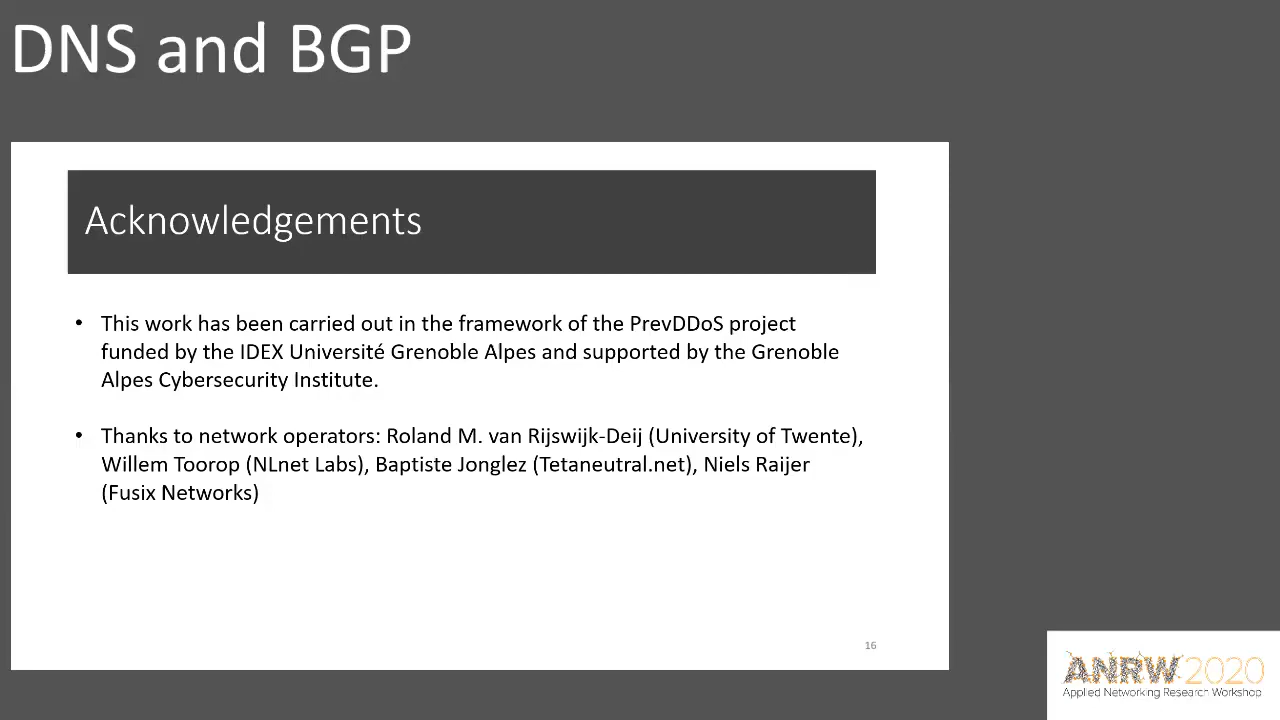 DNS and BGP
Acknowledgements
• This work has been carried out in the framework of the PrevDDoS project
funded by the IDEX Université Grenoble Alpes and supported by the Grenoble
Alpes Cybersecurity Institute.
• Thanks to network operators: Roland M. van Rijswijk-Deij (University of Twente),
Willem Toorop (NLnet Labs), Baptiste Jonglez (Tetaneutral.net), Niels Raijer
(Fusix Networks)
16
ANRW2020
Applied Networking Research Workshop